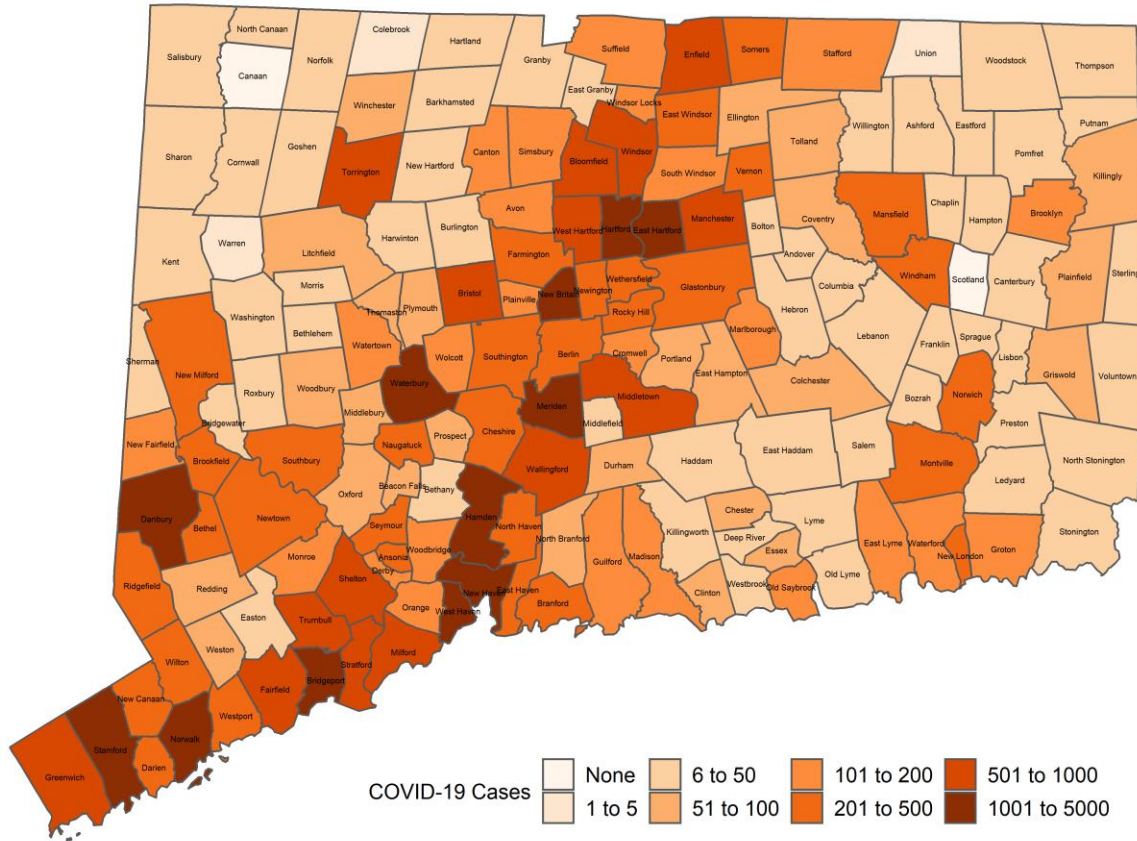 North Canaan
Colebrook
Hartland
Suffield
Enfield
Somers
Stafford
Union
Salisbury
Canaan
Norfolk
Granby
Woodstock
Thompson
East Granby
Windsor Locks
Winchester
Barkhamsted
East Windsor
Ellington
Putnam
Willington
Ashford
Eastford
Sharon
Cornwall
Goshen
Torrington
New Hartford
Canton
Simsbury
Bloomfield
Windsor
Tolland
Pomfret
Killingly
South Windsor
Vernon
Avon
Mansfield
Chaplin
Hampton
Brooklyn
Kent
Warren
Litchfield
Harwinton
Burlington
West Hartford
Hartford
East Hartford
Manchester
Bolton
Coventry
Farmington
Andover
Windham
Scotland
Canterbury
Plainfield
Sterling
Morris
Bristol
Plainville
New Britain
Newington
Wethersfield
Glastonbury
Columbia
Hebron
Washington
Bethlehem
Thomaston
Plymouth
Rocky Hill
Marlborough
Lebanon
Franklin
Sprague
Lisbon
Sherman
New Milford
Watertown
Wolcott
Southington
Berlin
Cromwell
Portland
East Hampton
Colchester
Bozrah
Norwich
Griswold
Voluntown
Roxbury
Woodbury
Waterbury
Meriden
Middletown
Bridgewater
Middlebury
Middlefield
Preston
New Fairfield
Brookfield
Southbury
Naugatuck
Prospect
Cheshire
Wallingford
Durham
Haddam
East Haddam
Salem
Montville
North Stonington
Ledyard
Danbury
Bethel
Newtown
Oxford
Beacon Falls
Bethany
Hamden
North Haven
North Branford
Guilford
Madison
Killingworth
Chester
Deep River
Essex
Lyme
East Lyme
Waterford
New London
Groton
Stonington
Seymour
Ansonia
Derby
Woodbridge
Monroe
Ridgefield
Redding
Shelton
Orange
West Haven
New Haven
East Haven
Branford
Clinton
Westbrook
Old Saybrook
Old Lyme
Easton
Trumbull
Weston
Wilton
Stratford
Milford
Fairfield
Bridgeport
New Canaan
Westport
Stamford
Norwalk
Darien
Greenwich
COVID-19 Cases
None
6 to 50
101 to 200
501 to 1000
1 to 5
51 to 100
201 to 500
1001 to 5000